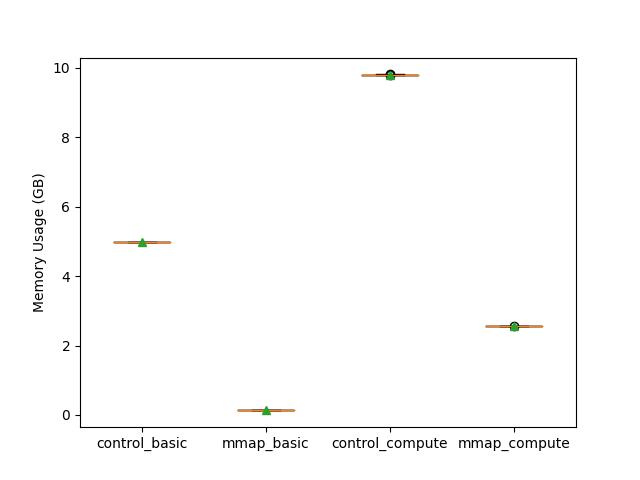 Memory Usage (GB)
10
8
6
4
2
0
control_basic
mmap_basic
control_compute
mmap_compute